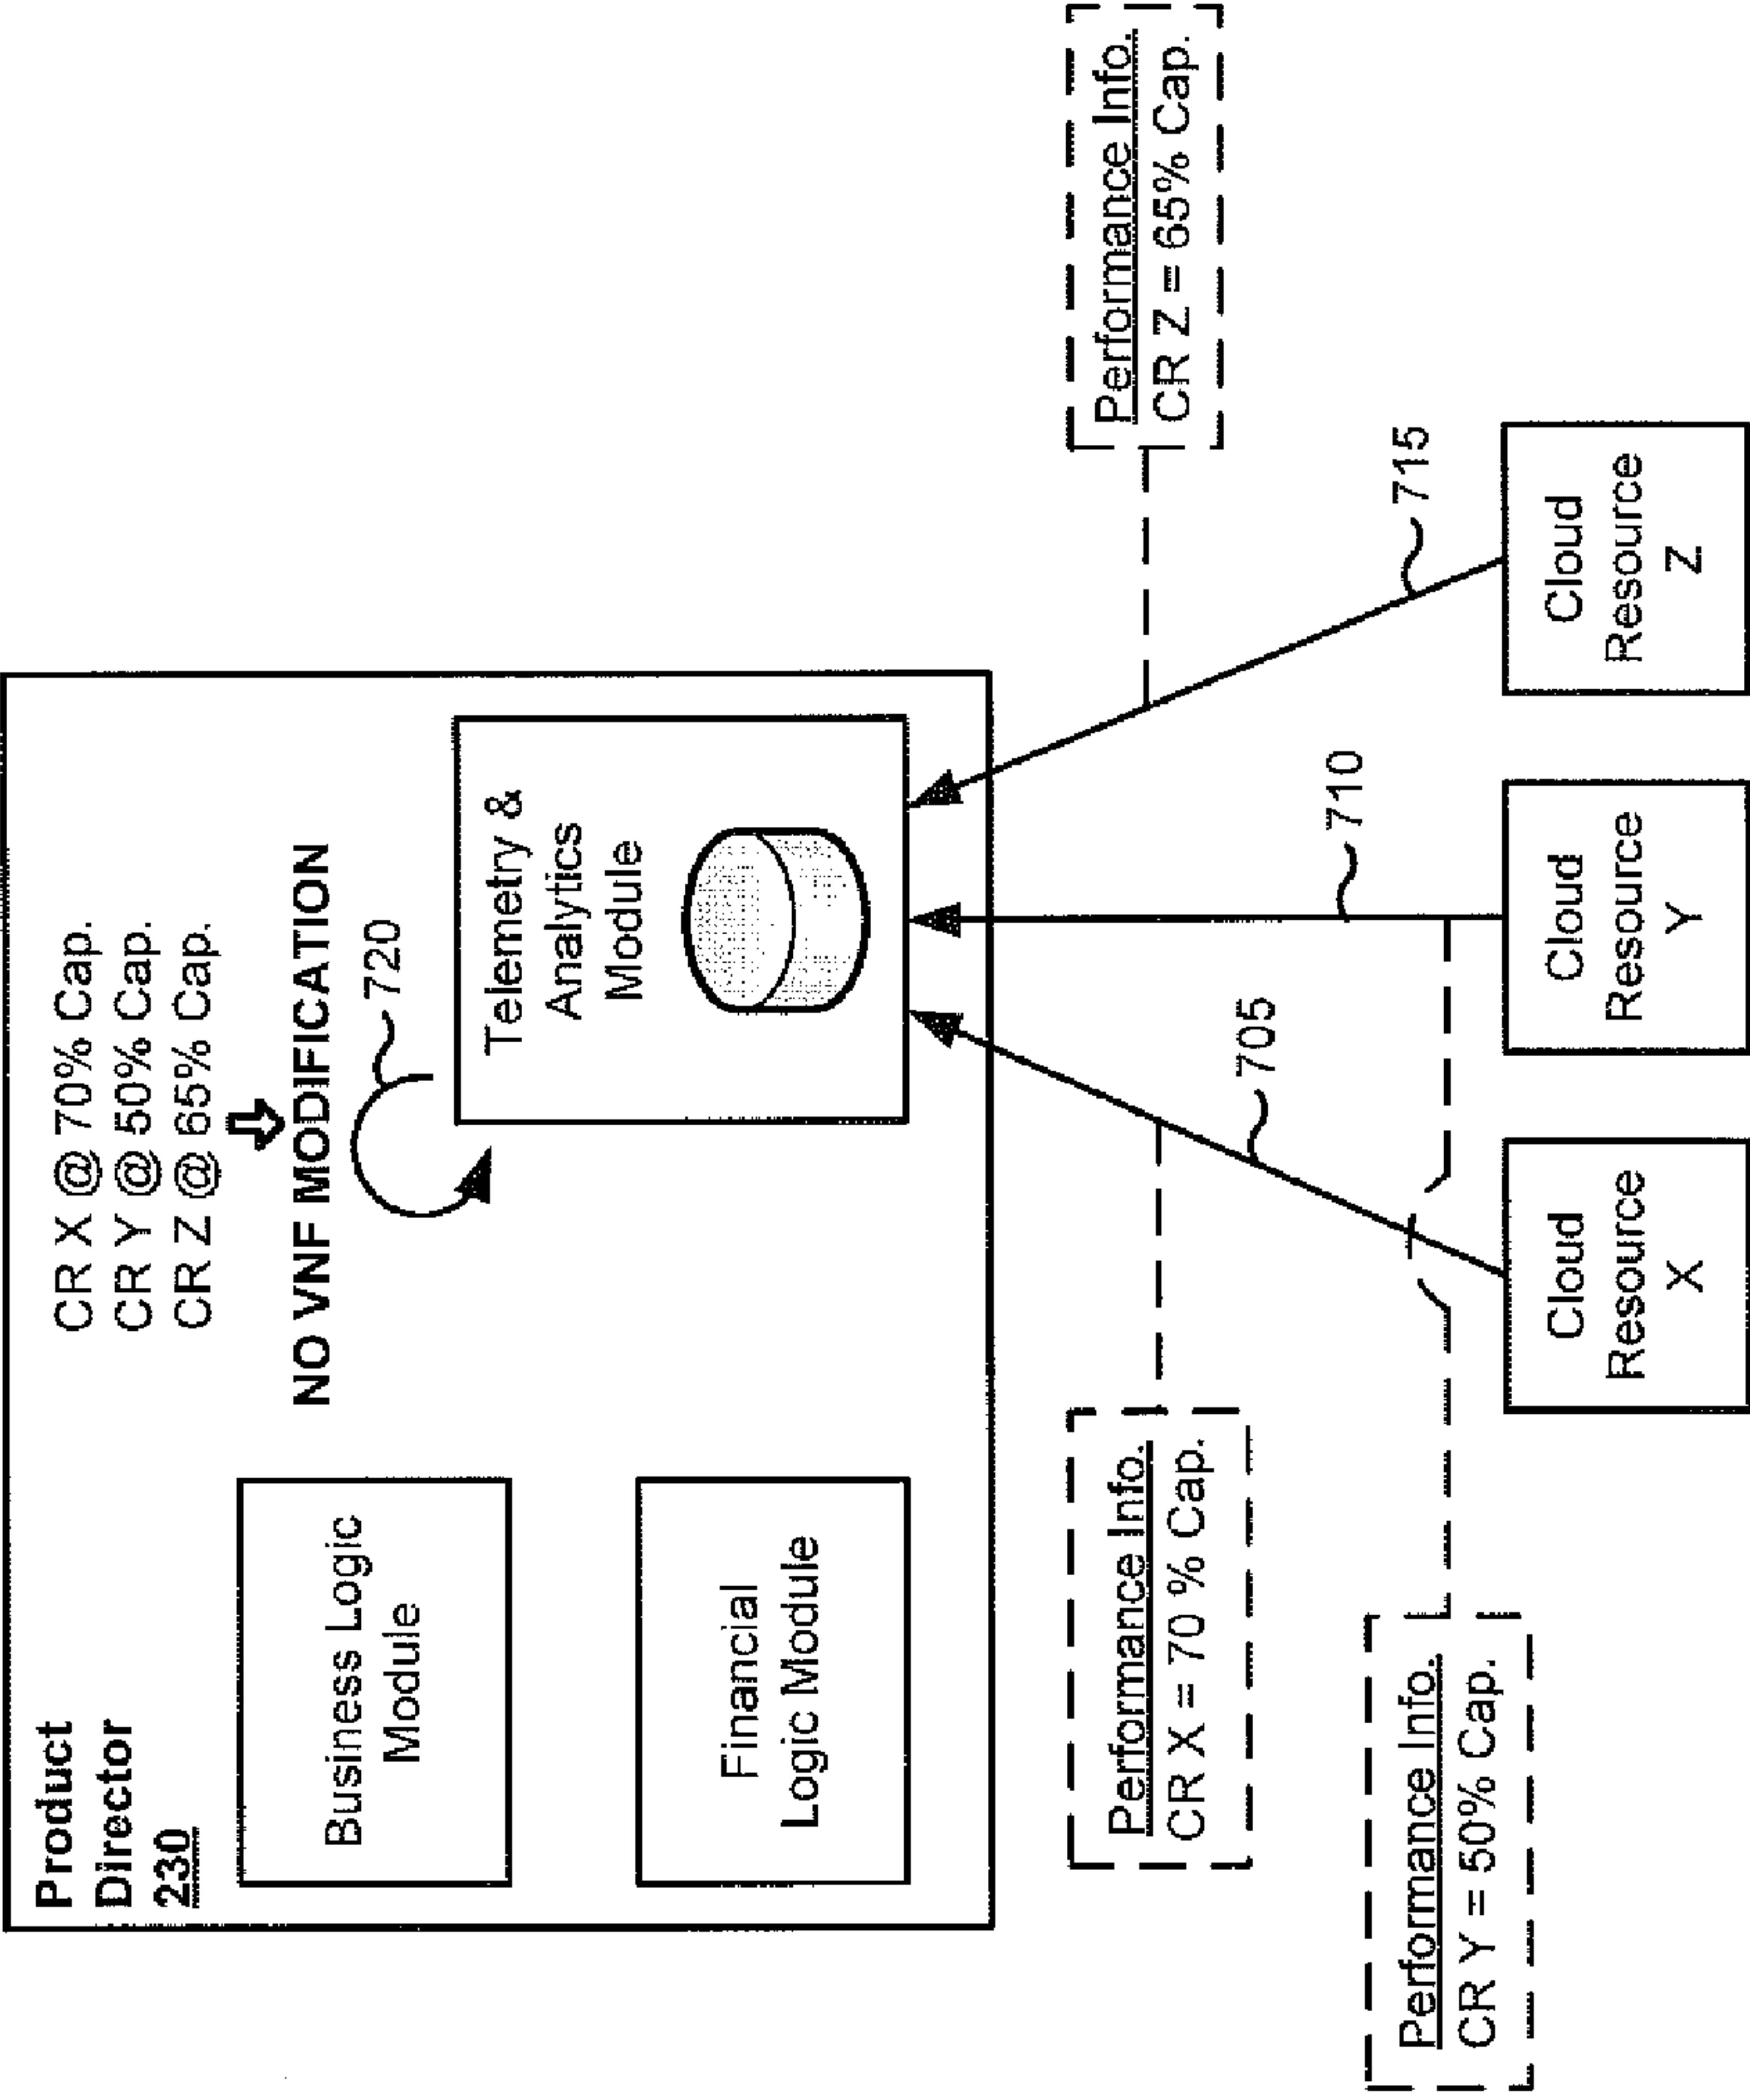 Product
Director
230
CR X @ 70% Cap.
CR Y @ 50% Cap.
CR Z @ 65% Cap.
NO VNF MODIFICATION
720
Business Logic
Module
Financial
Logic Module
Telemetry &
Analytics
Module
Performance Info.
CR X = 70 % Cap.
Performance Info.
CR Z = 65% Cap.
Performance Info.
CR Y = 50% Cap.
705
710
715
Cloud
Resource
X
Cloud
Resource
Y
Cloud
Resource
Z